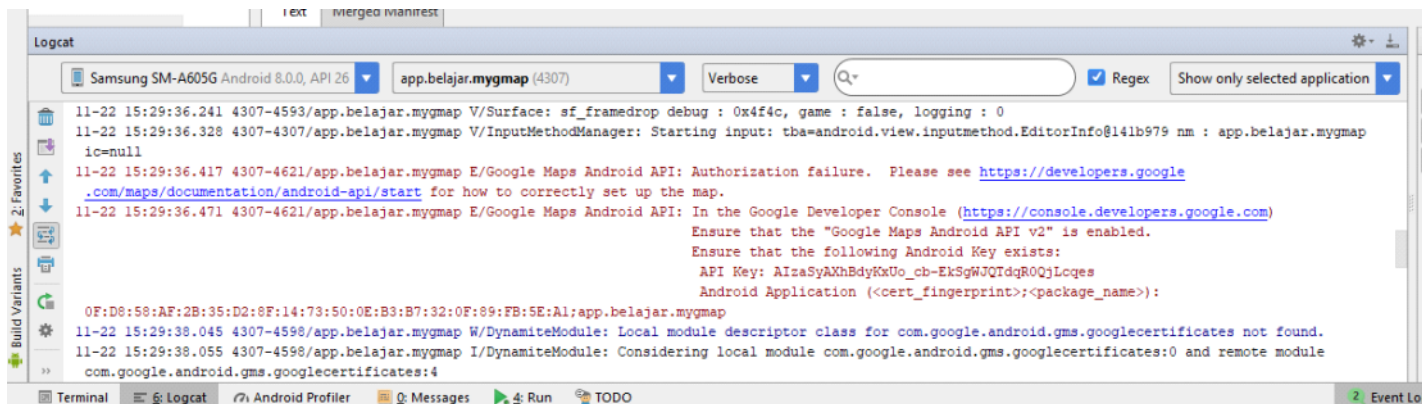 Text Merged Manifest
Logcat
Samsung SM-A605G Android 8.0.0, API 26 app.belajar.mygmap (4307) Verbose Regex Show only selected application
11-22 15:29:36.241 4307-4593/app.belajar.mygmap V/Surface: sf_framedrop debug : 0x4f4c, game : false, logging : 0
11-22 15:29:36.328 4307-4307/app.belajar.mygmap V/InputMethodManager: Starting input: tba=android.view.inputmethod.EditorInfo@141b979 nm : app.belajar.mygmap
ic=null
11-22 15:29:36.417 4307-4621/app.belajar.mygmap E/Google Maps Android API: Authorization failure. Please see https://developers.google
.com/maps/documentation/android-api/start for how to correctly set up the map.
11-22 15:29:36.471 4307-4621/app.belajar.mygmap E/Google Maps Android API: In the Google Developer Console (https://console.developers.google.com)
Ensure that the "Google Maps Android API v2" is enabled.
Ensure that the following Android Key exists:
API Key: AIzaSyAXhBdyKxUo_cb-EkSgWJQTdqR0QjLcqes
Android Application (<cert_fingerprint>;<package_name>):
0F:D8:58:AF:2B:35:D2:8F:14:73:50:0E:B3:B7:32:0F:89:FB:5E:A1;app.belajar.mygmap
11-22 15:29:38.045 4307-4598/app.belajar.mygmap W/DynamiteModule: Local module descriptor class for com.google.android.gms.googlecertificates not found.
11-22 15:29:38.055 4307-4598/app.belajar.mygmap I/DynamiteModule: Considering local module com.google.android.gms.googlecertificates:0 and remote module
com.google.android.gms.googlecertificates:4
2: Favorites
Build Variants
Terminal 6: Logcat Android Profiler 0: Messages 4: Run TODO 2 Event Lo